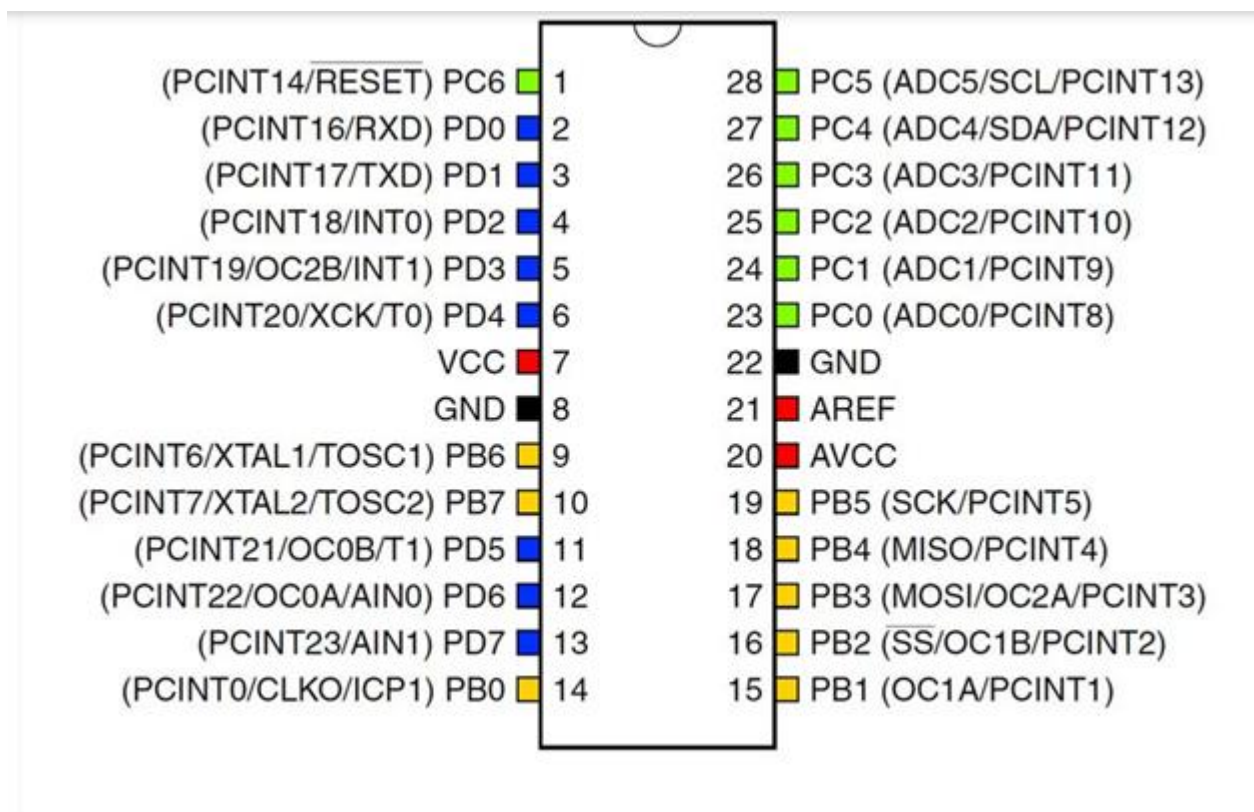 (PCINT14/RESET) PC6 1 28 PC5 (ADC5/SCL/PCINT13)
(PCINT16/RXD) PD0 2 27 PC4 (ADC4/SDA/PCINT12)
(PCINT17/TXD) PD1 3 26 PC3 (ADC3/PCINT11)
(PCINT18/INT0) PD2 4 25 PC2 (ADC2/PCINT10)
(PCINT19/OC2B/INT1) PD3 5 24 PC1 (ADC1/PCINT9)
(PCINT20/XCK/T0) PD4 6 23 PC0 (ADC0/PCINT8)
VCC 7 22 GND
GND 8 21 AREF
(PCINT6/XTAL1/TOSC1) PB6 9 20 AVCC
(PCINT7/XTAL2/TOSC2) PB7 10 19 PB5 (SCK/PCINT5)
(PCINT21/OC0B/T1) PD5 11 18 PB4 (MISO/PCINT4)
(PCINT22/OC0A/AIN0) PD6 12 17 PB3 (MOSI/OC2A/PCINT3)
(PCINT23/AIN1) PD7 13 16 PB2 (SS/OC1B/PCINT2)
(PCINT0/CLKO/ICP1) PB0 14 15 PB1 (OC1A/PCINT1)